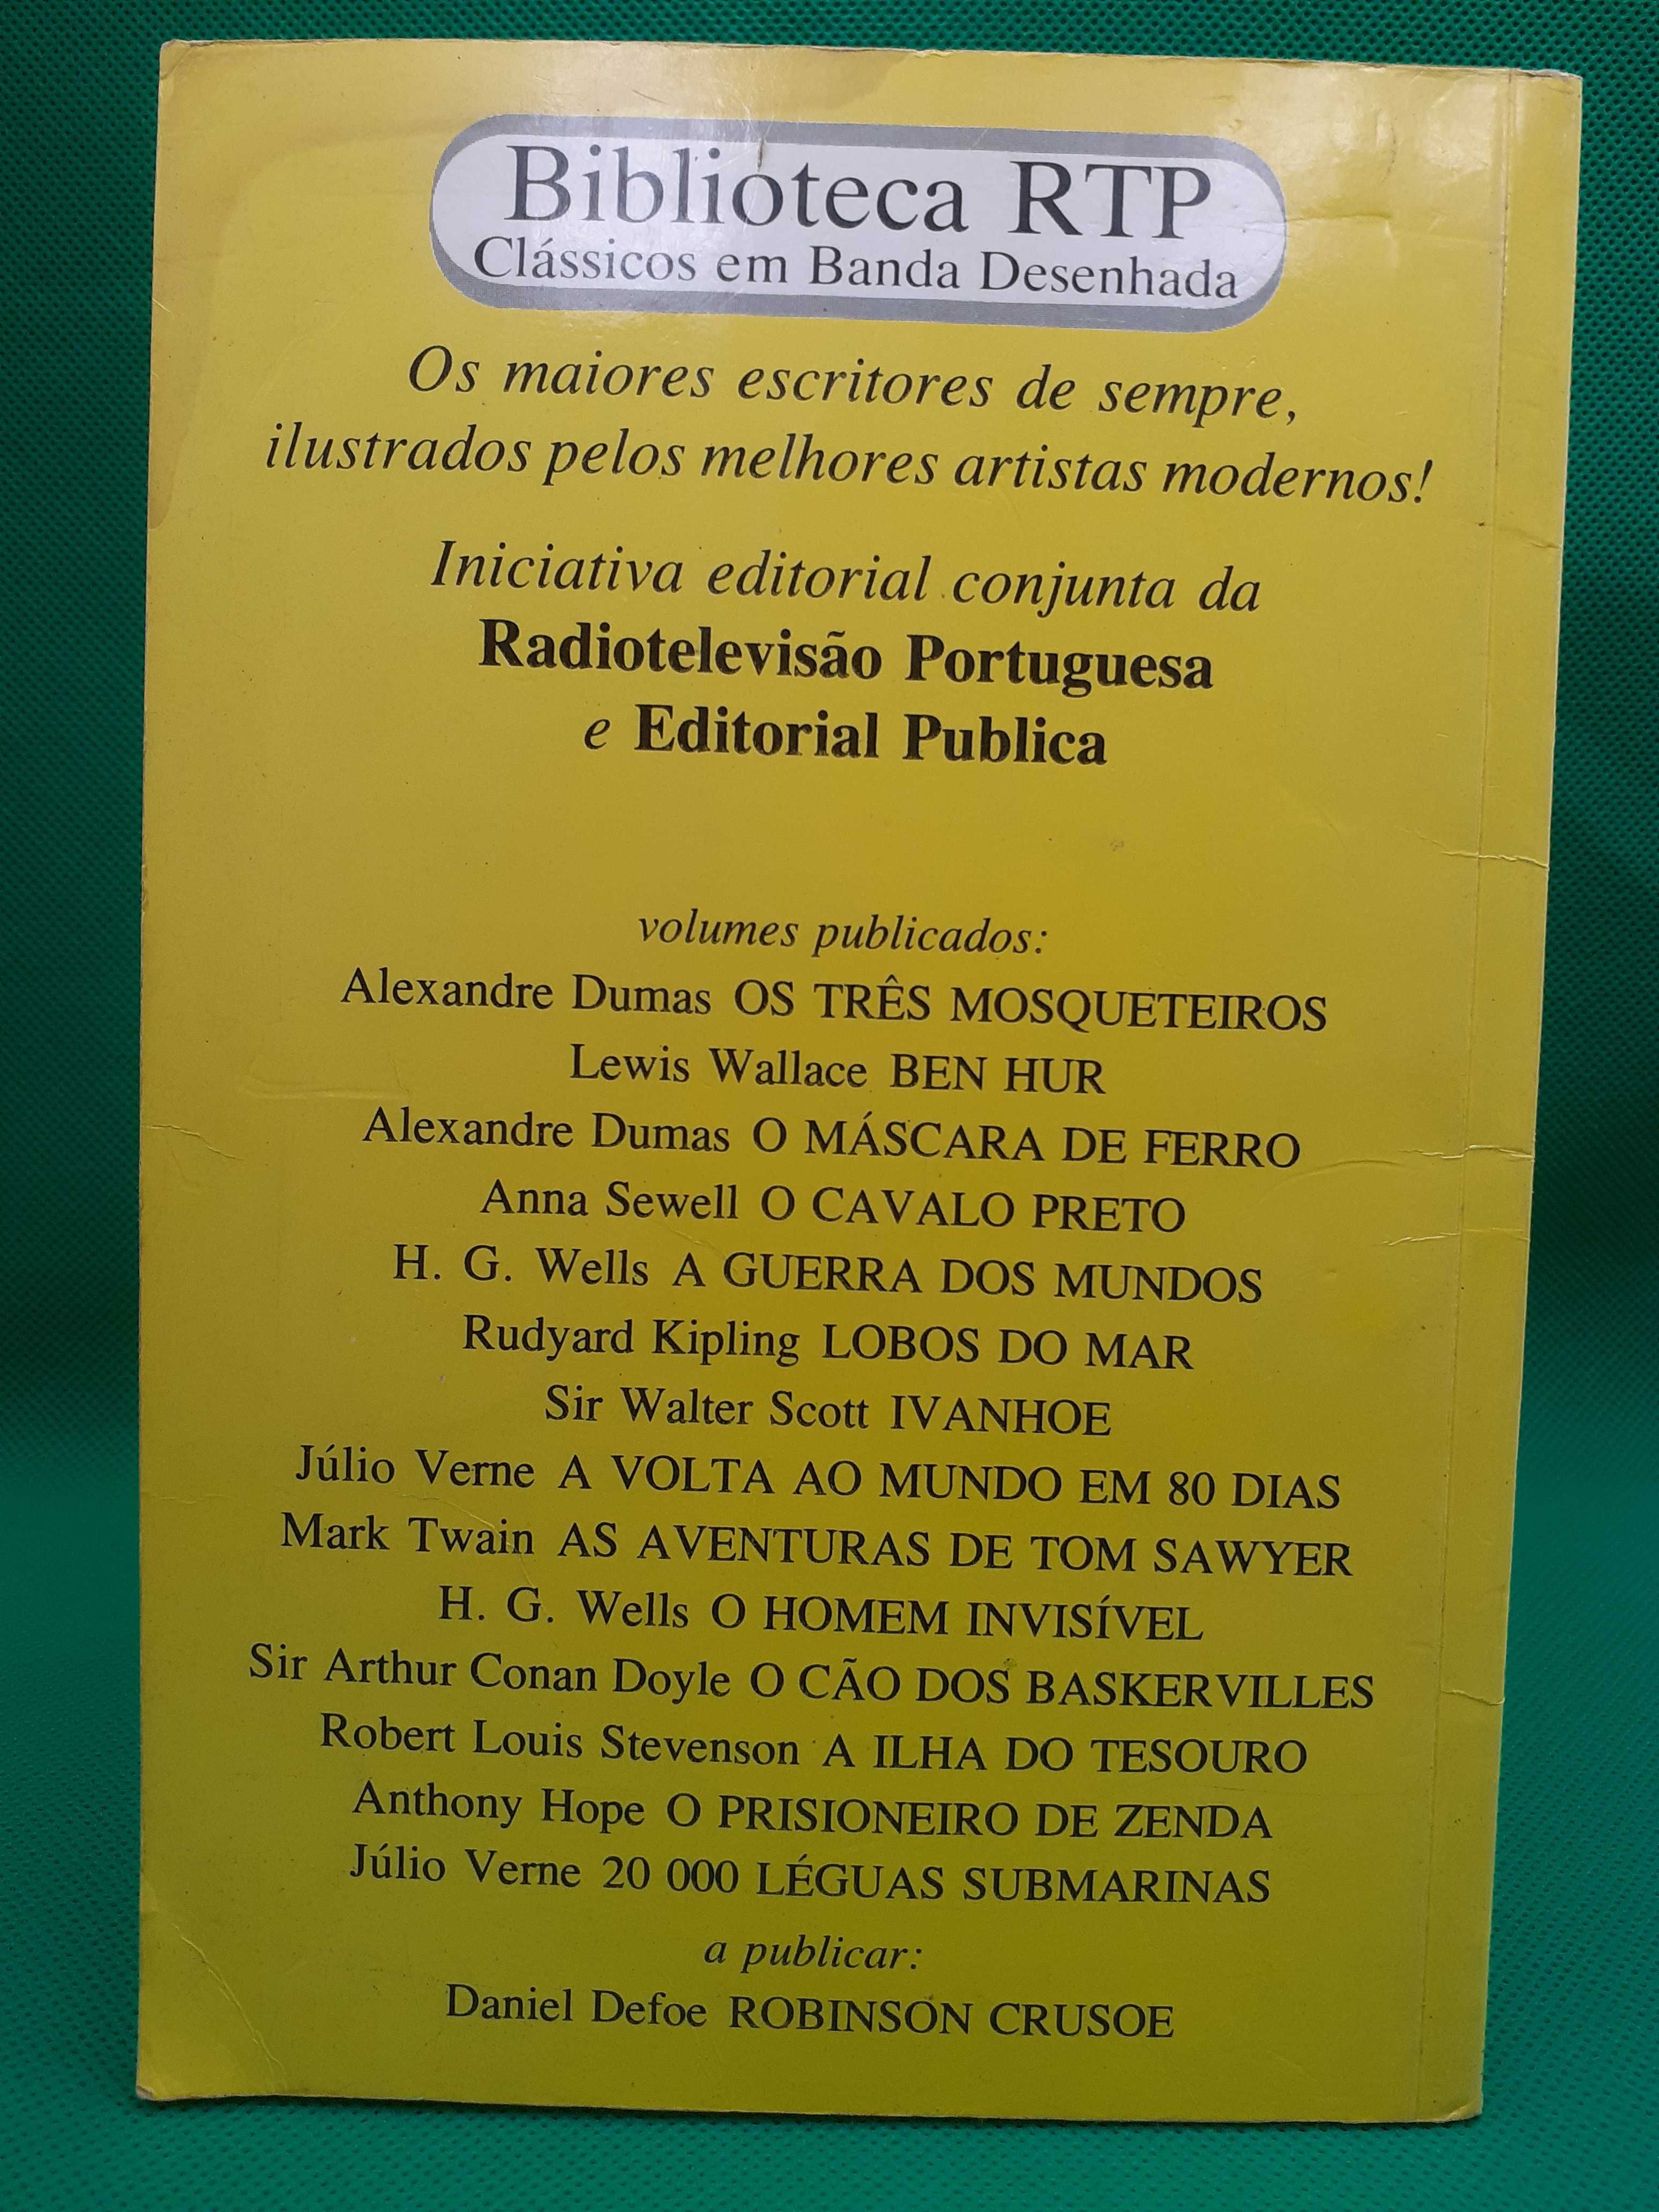 Biblioteca RTP
Clássicos em Banda Desenhada
Os maiores escritores de sempre,
ilustrados pelos melhores artistas modernos!
Iniciativa editorial conjunta da
Radiotelevisão Portuguesa
e Editorial Publica
volumes publicados:
Alexandre Dumas OS TRÊS MOSQUETEIROS
Lewis Wallace BEN HUR
Alexandre Dumas O MÁSCARA DE FERRO
Anna Sewell O CAVALO PRETO
H. G. Wells A GUERRA DOS MUNDOS
Rudyard Kipling LOBOS DO MAR
Sir Walter Scott IVANHOE
Júlio Verne A VOLTA AO MUNDO EM 80 DIAS
Mark Twain AS AVENTURAS DE TOM SAWYER
H. G. Wells O HOMEM INVISÍVEL
Sir Arthur Conan Doyle O CÃO DOS BASKERVILLES
Robert Louis Stevenson A ILHA DO TESOURO
Anthony Hope O PRISIONEIRO DE ZENDA
Júlio Verne 20 000 LÉGUAS SUBMARINAS
a publicar:
Daniel Defoe ROBINSON CRUSOE